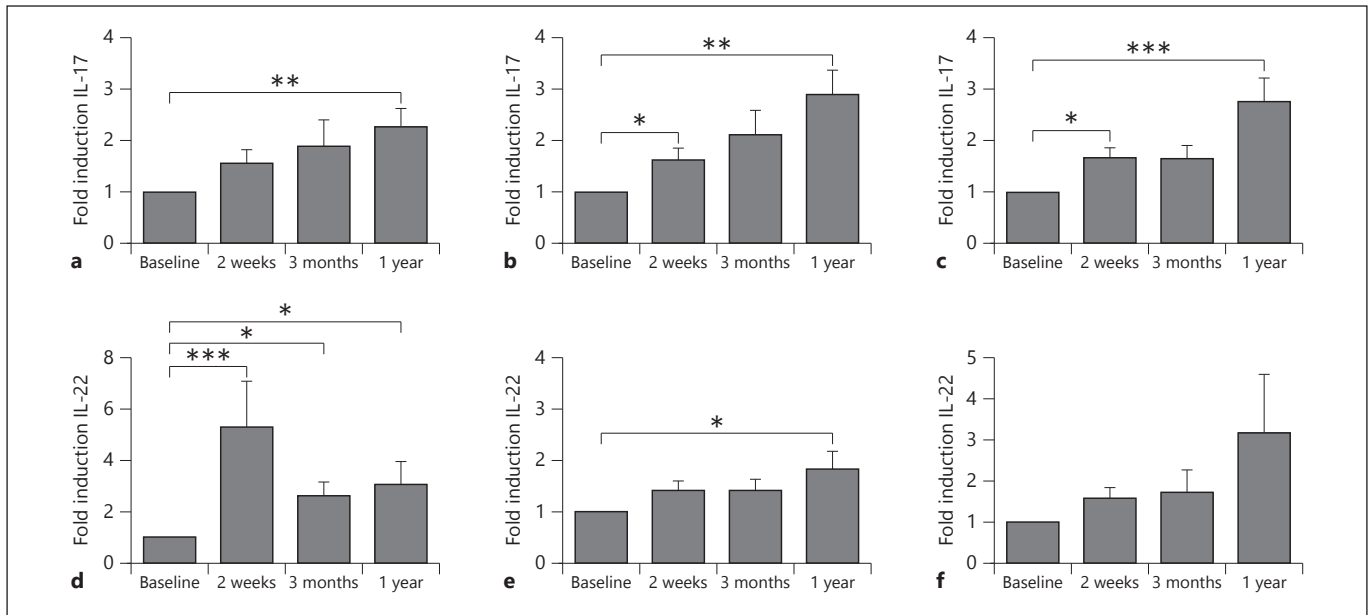 Fold induction IL-17
4
3
2
1
0
**
Baseline
2 weeks
3 months
1 year
a
Fold induction IL-17
4
3
2
1
0
**
*
Baseline
2 weeks
3 months
1 year
b
Fold induction IL-17
4
3
2
1
0
***
*
Baseline
2 weeks
3 months
1 year
c
Fold induction IL-22
8
6
4
2
0
*
*
***
Baseline
2 weeks
3 months
1 year
d
Fold induction IL-22
4
3
2
1
0
*
Baseline
2 weeks
3 months
1 year
e
Fold induction IL-22
5
4
3
2
1
0
Baseline
2 weeks
3 months
1 year
f